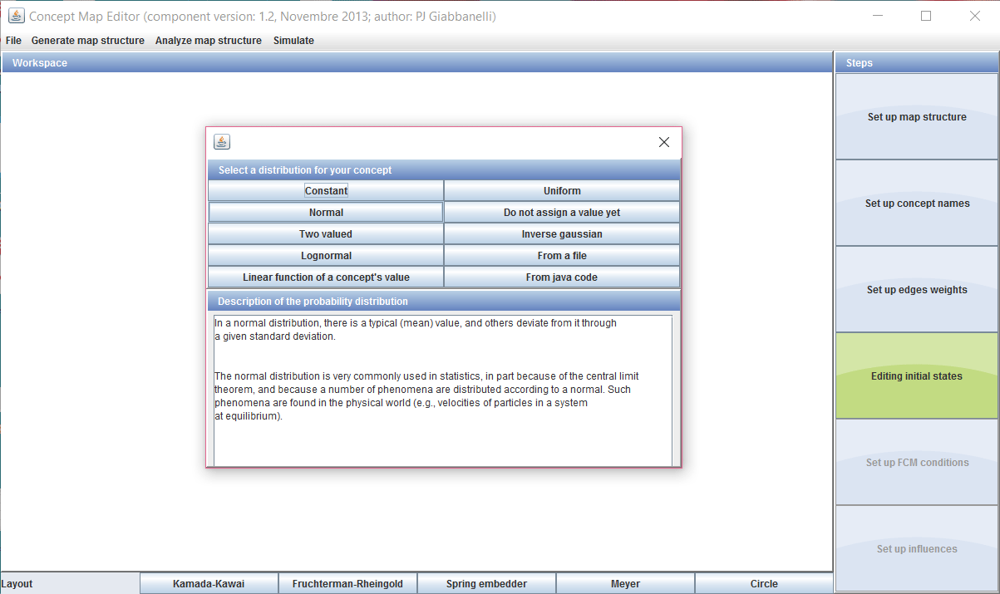 Concept Map Editor (component version: 1.2, Novembre 2013; author: PJ Giabbanelli)
File Generate map structure Analyze map structure Simulate
Workspace
Steps
Set up map structure
Set up concept names
Set up edges weights
Editing initial states
Set up FCM conditions
Set up influences
Select a distribution for your concept
Constant Uniform
Normal Do not assign a value yet
Two valued Inverse gaussian
Lognormal From a file
Linear function of a concept's value From java code
Description of the probability distribution
In a normal distribution, there is a typical (mean) value, and others deviate from it through
a given standard deviation.
The normal distribution is very commonly used in statistics, in part because of the central limit
theorem, and because a number of phenomena are distributed according to a normal. Such
phenomena are found in the physical world (e.g., velocities of particles in a system
at equilibrium).
Layout Kamada-Kawai Fruchterman-Rheingold Spring embedder Meyer Circle